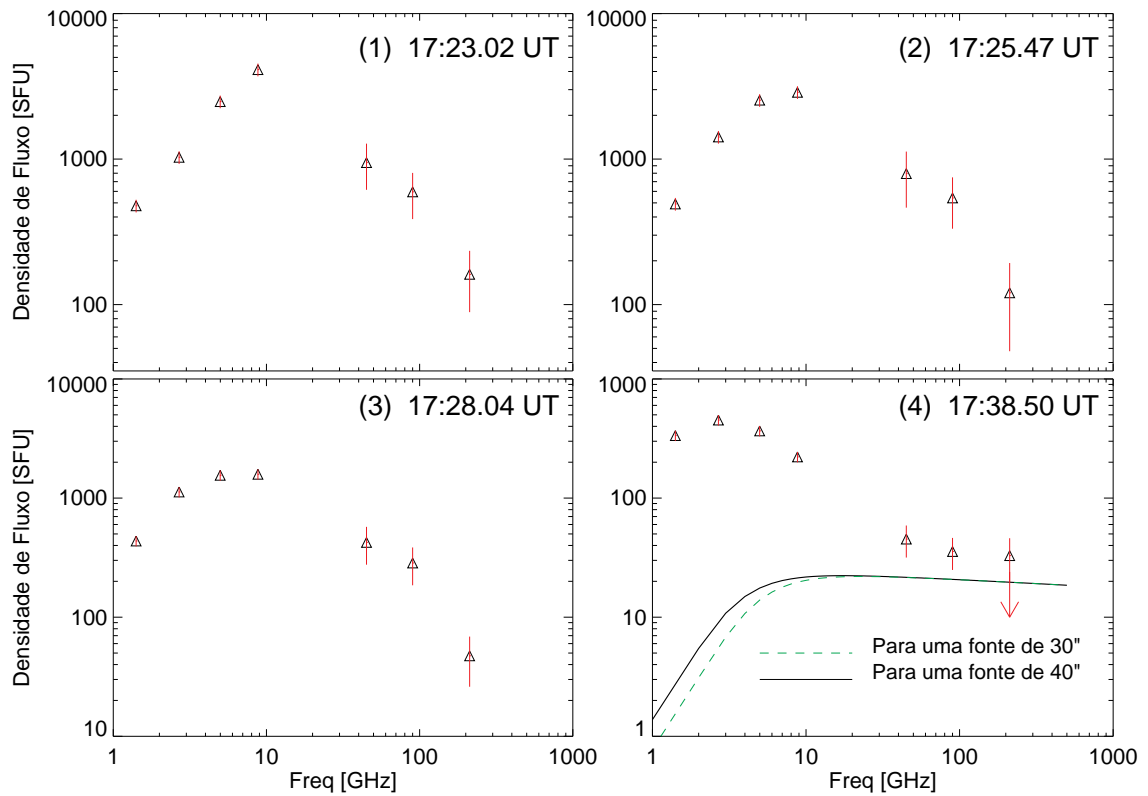 10000
(1) 17:23.02 UT
(2) 17:25.47 UT
1000
100
Densidade de Fluxo [SFU]
10000
(3) 17:28.04 UT
1000
100
10
Densidade de Fluxo [SFU]
1 10 100 1000
Freq [GHz]
1000
(4) 17:38.50 UT
100
10
1
Para uma fonte de 30"
Para uma fonte de 40"
1 10 100 1000
Freq [GHz]